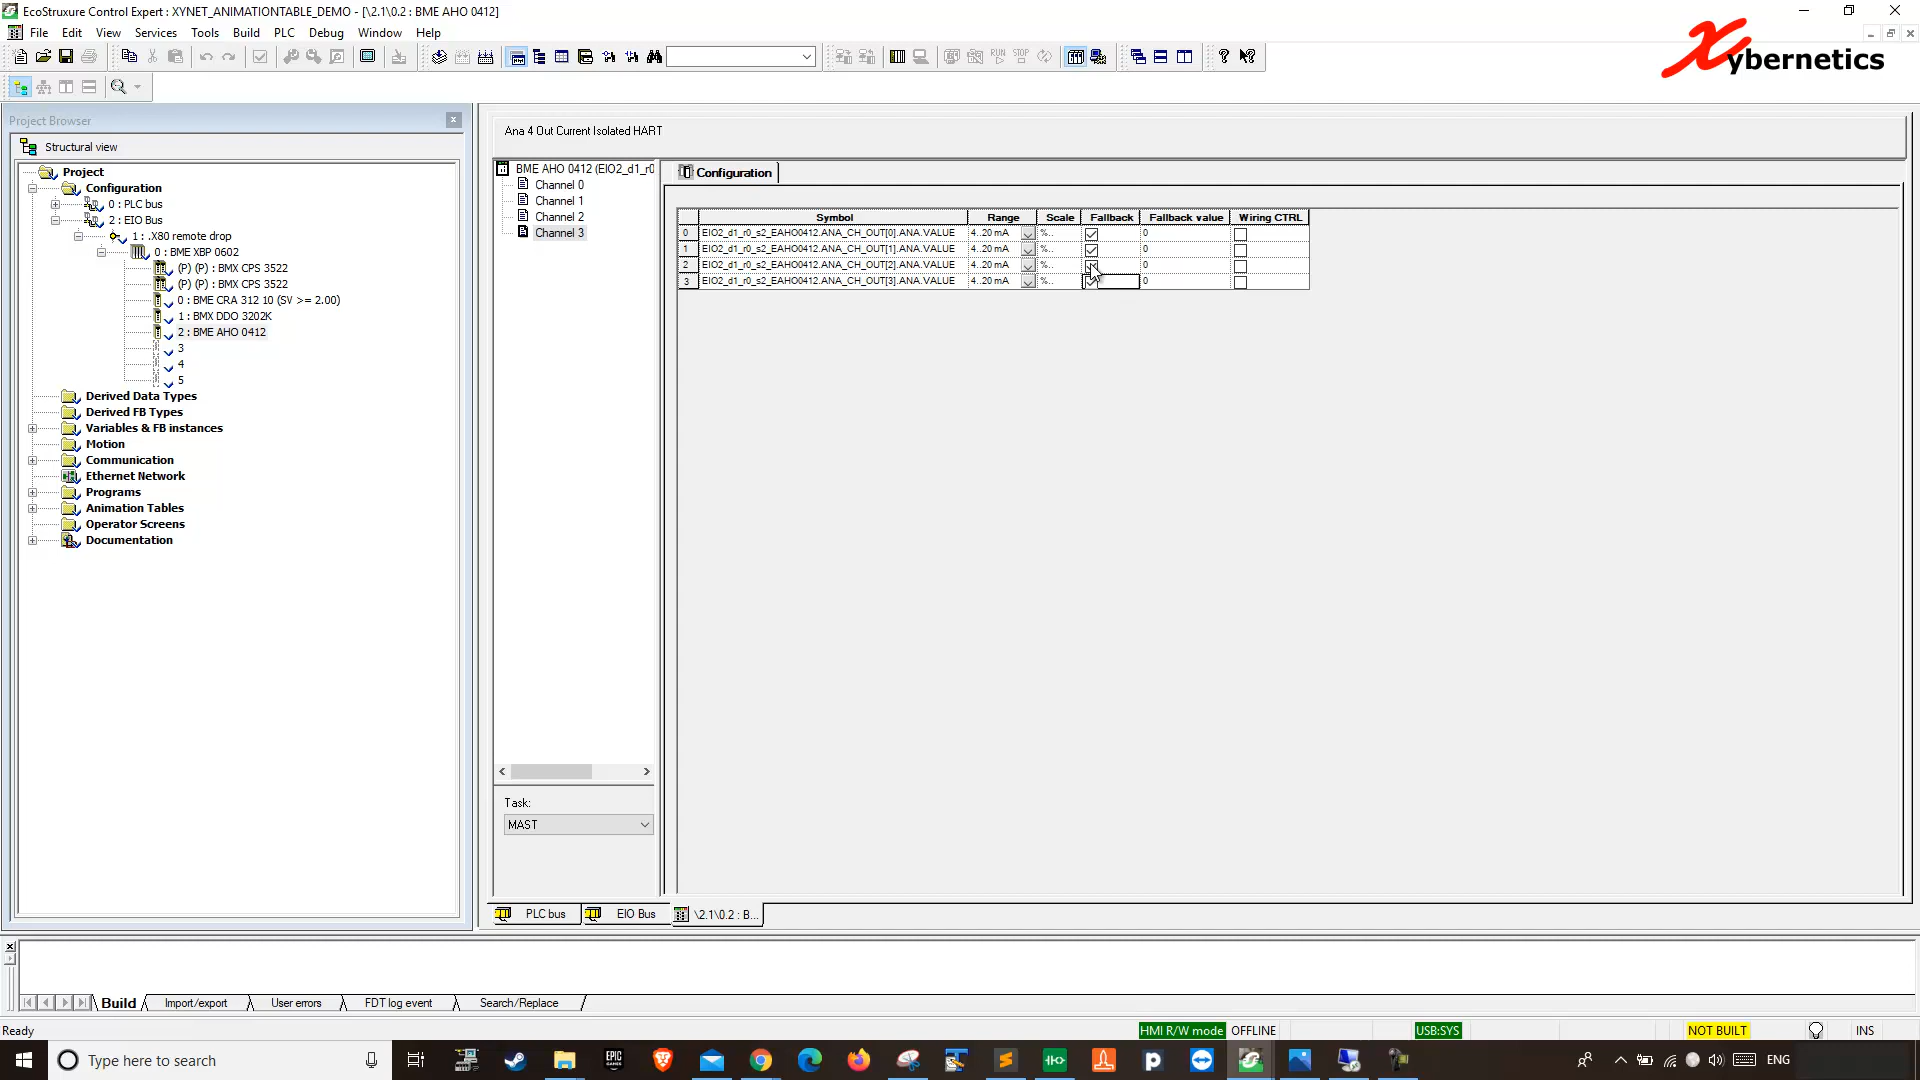 EcoStruxure Control Expert : XYNET_ANIMATIONTABLE_DEMO - [\2.1\0.2 : BME AHO 0412]
File Edit View Services Tools Build PLC Debug Window Help
Xybernetics
RUN STOP
Project Browser
Structural view
Project
Configuration
0 : PLC bus
2 : EIO Bus
1 : .X80 remote drop
0 : BME XBP 0602
(P) (P) : BMX CPS 3522
(P) (P) : BMX CPS 3522
0 : BME CRA 312 10 (SV >= 2.00)
1 : BMX DDO 3202K
2 : BME AHO 0412
3
4
5
Derived Data Types
Derived FB Types
Variables & FB instances
Motion
Communication
Ethernet Network
Programs
Animation Tables
Operator Screens
Documentation
Ana 4 Out Current Isolated HART
BME AHO 0412 (EIO2_d1_r0
Channel 0
Channel 1
Channel 2
Channel 3
Task:
MAST
Configuration
Symbol Range Scale Fallback Fallback value Wiring CTRL
0 EIO2_d1_r0_s2_EAHO0412.ANA_CH_OUT[0].ANA.VALUE 4..20 mA %.. 0
1 EIO2_d1_r0_s2_EAHO0412.ANA_CH_OUT[1].ANA.VALUE 4..20 mA %.. 0
2 EIO2_d1_r0_s2_EAHO0412.ANA_CH_OUT[2].ANA.VALUE 4..20 mA %.. 0
3 EIO2_d1_r0_s2_EAHO0412.ANA_CH_OUT[3].ANA.VALUE 4..20 mA %.. 0
PLC bus EIO Bus \2.1\0.2 : B...
Build Import/export User errors FDT log event Search/Replace
Ready HMI R/W mode OFFLINE USB:SYS NOT BUILT INS
Type here to search EPIC GAMES ENG